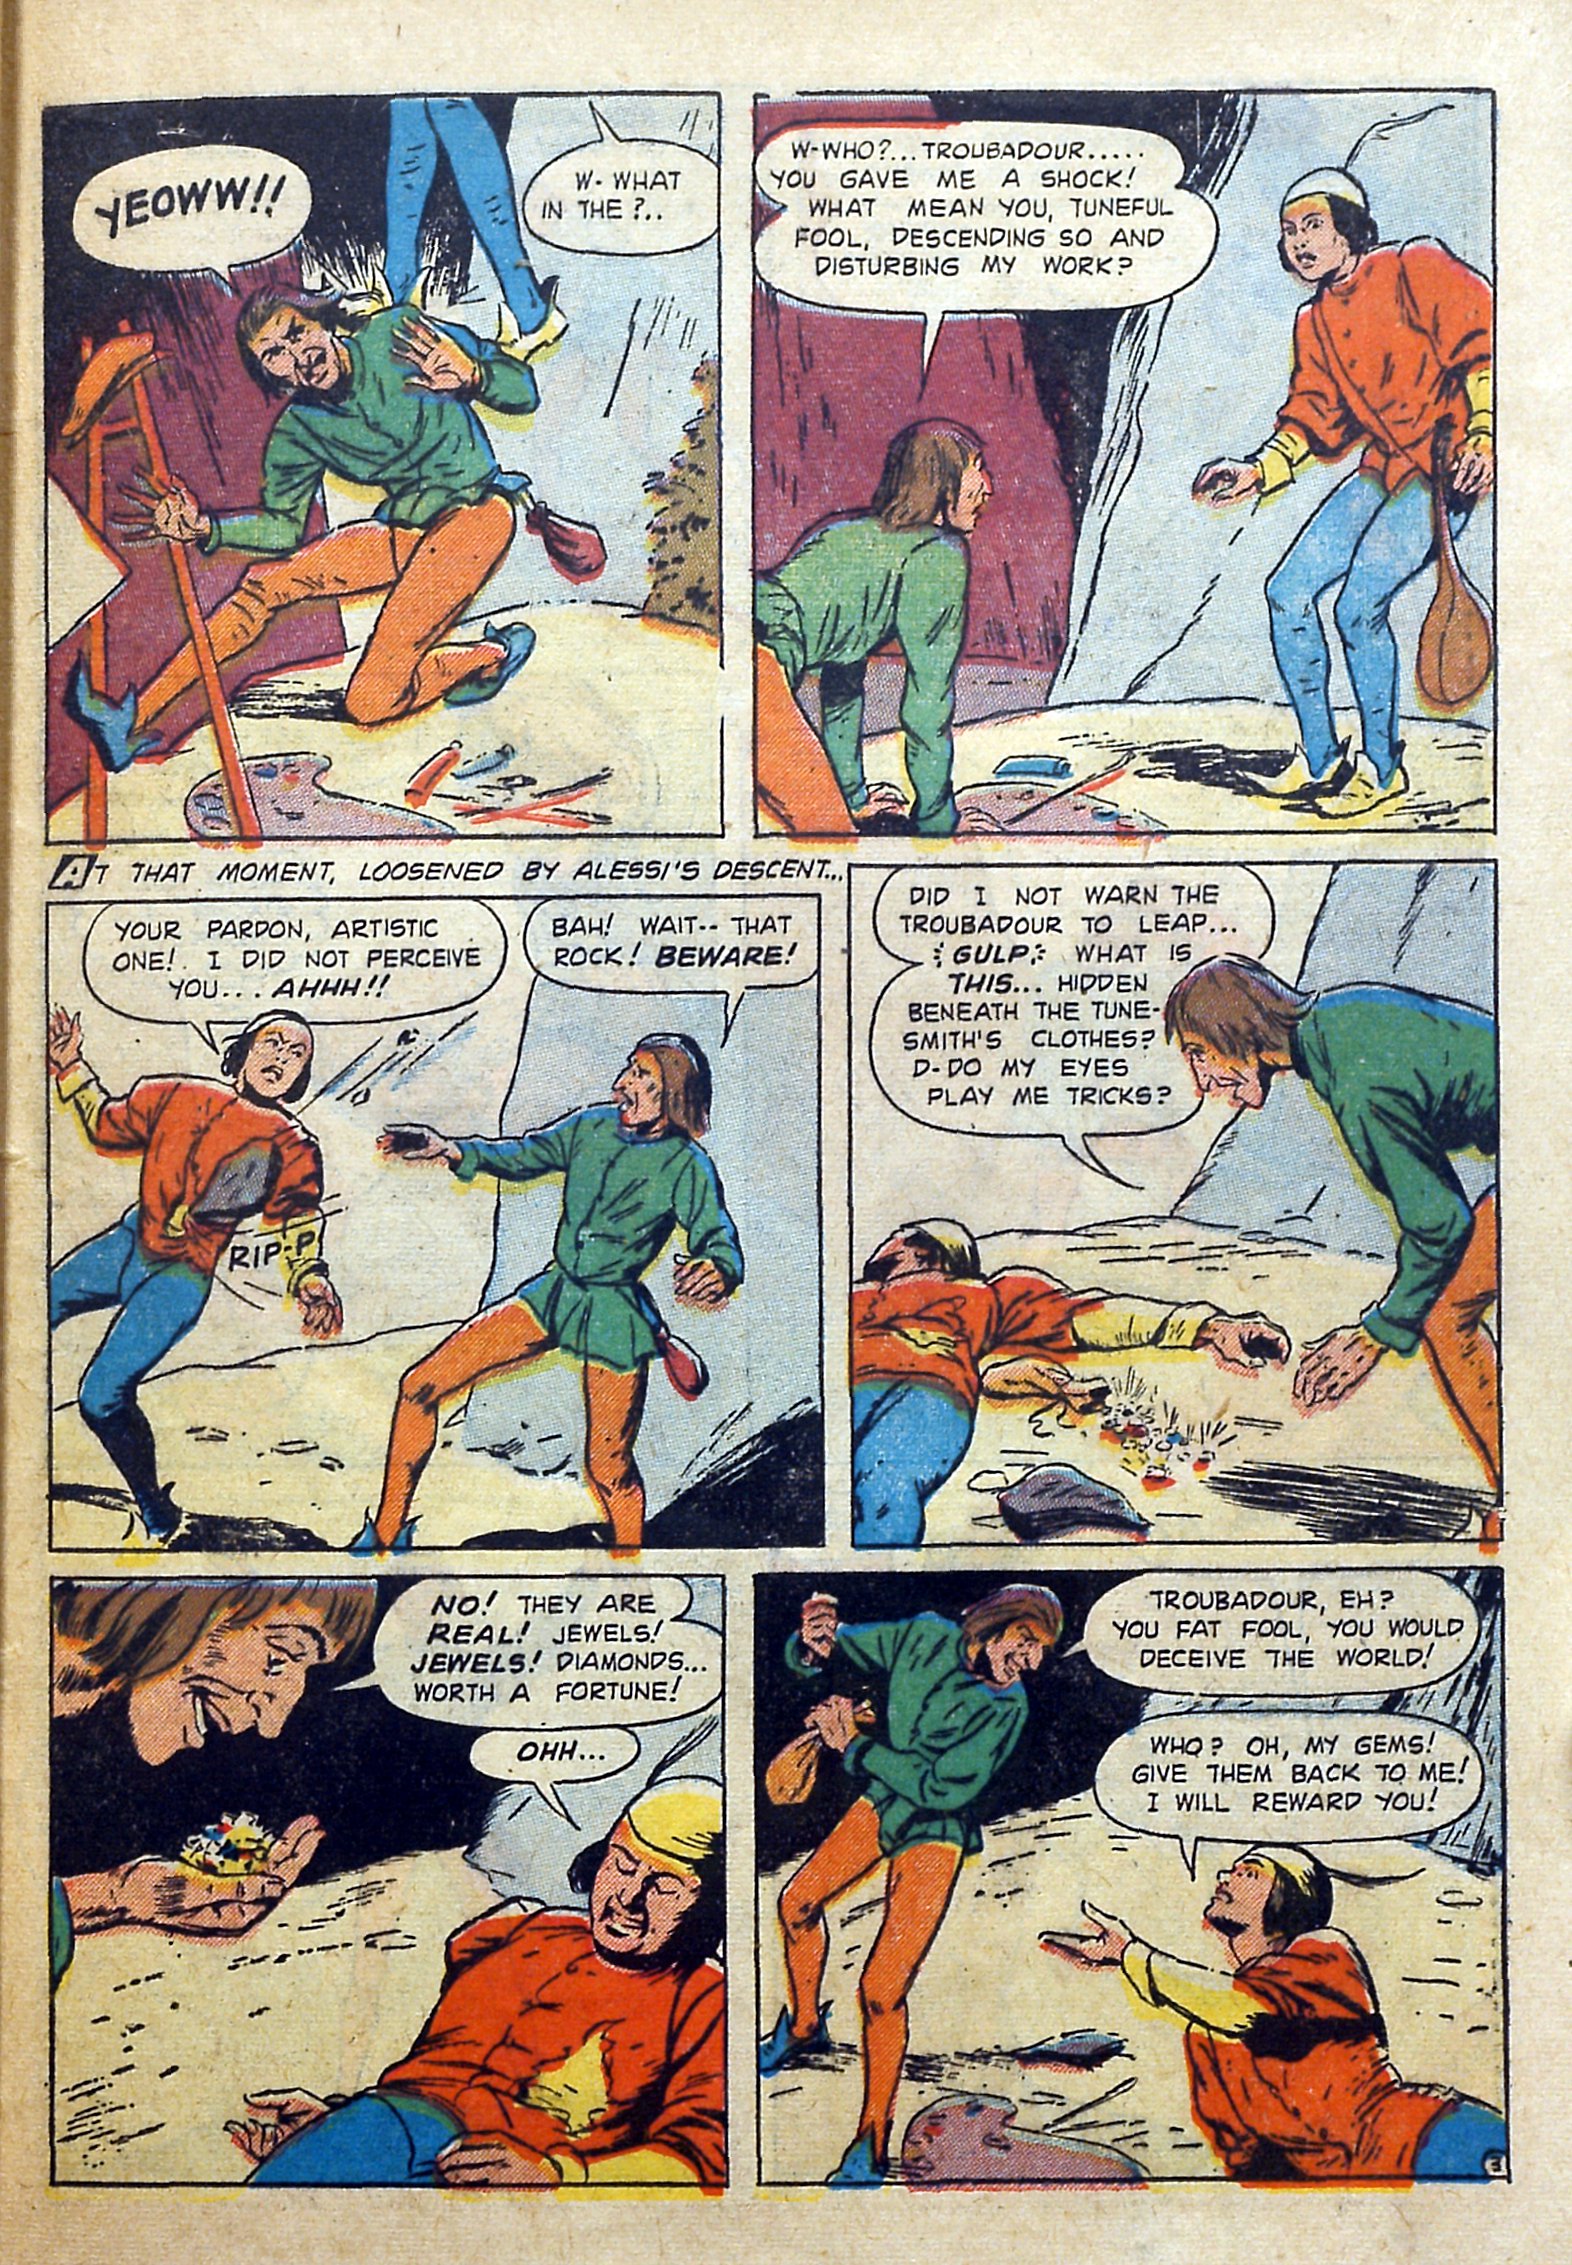 YEOWW!!
W-WHAT
IN THE?..
W-WHO?...TROUBADOUR.....
YOU GAVE ME A SHOCK!
WHAT MEAN YOU, TUNEFUL
FOOL, DESCENDING SO AND
DISTURBING MY WORK?
AT THAT MOMENT, LOOSENED BY ALESSI'S DESCENT...
YOUR PARDON, ARTISTIC
ONE! I DID NOT PERCEIVE
YOU... AHHH!!
BAH! WAIT-- THAT
ROCK! BEWARE!
RIP-P
DID I NOT WARN THE
TROUBADOUR TO LEAP...
GULP, WHAT IS
THIS... HIDDEN
BENEATH THE TUNE-
SMITH'S CLOTHES?
D-DO MY EYES
PLAY ME TRICKS?
NO! THEY ARE
REAL! JEWELS!
JEWELS! DIAMONDS...
WORTH A FORTUNE!
OHH...
TROUBADOUR, EH?
YOU FAT FOOL, YOU WOULD
DECEIVE THE WORLD!
WHO? OH, MY GEMS!
GIVE THEM BACK TO ME!
I WILL REWARD YOU!
3